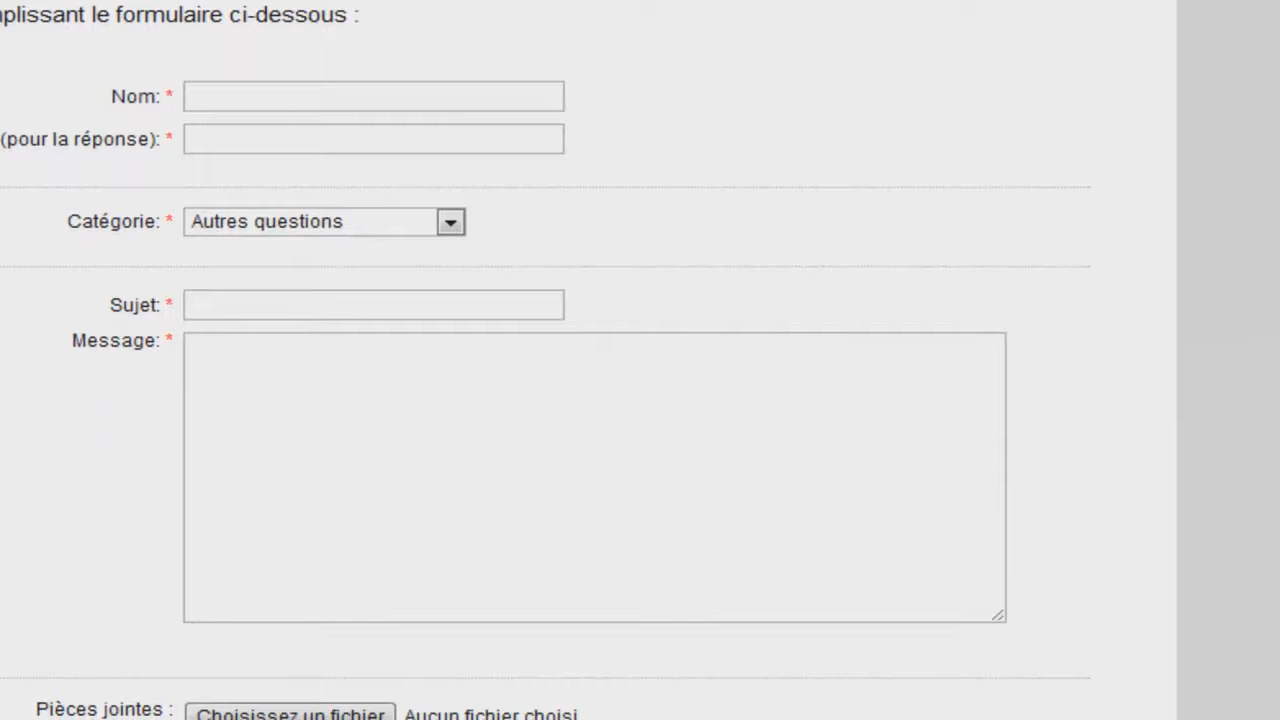 le formulaire ci-dessous :
Nom: *
(pour la réponse): *
Catégorie: * Autres questions
Sujet: *
Message: *
Pièces jointes : Choisissez un fichier Aucun fichier choisi